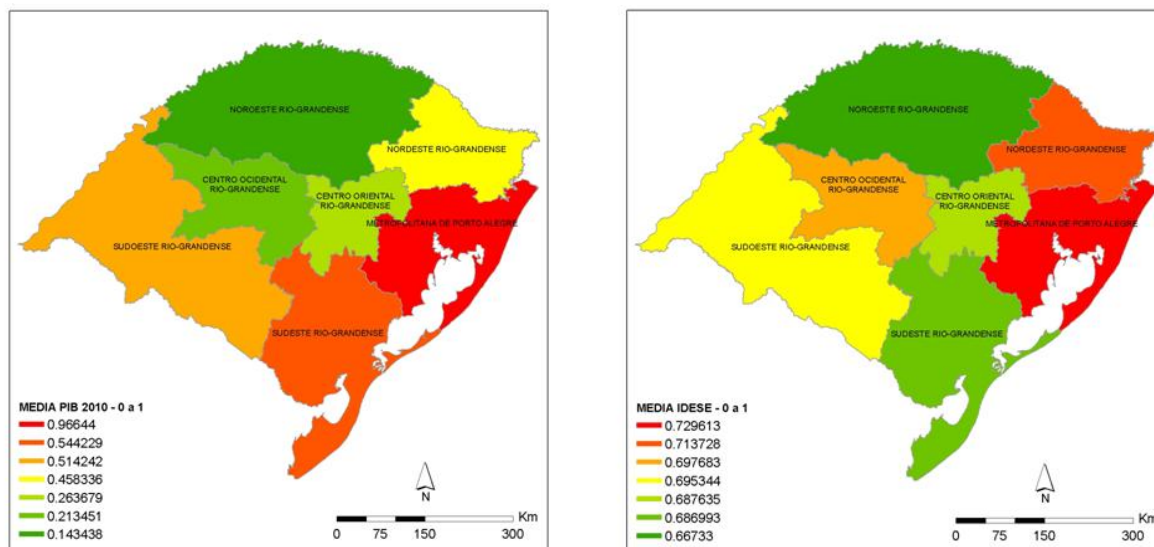 NOROESTE RIO-GRANDENSE
NORDESTE RIO-GRANDENSE
CENTRO OCIDENTAL
RIO-GRANDENSE
CENTRO ORIENTAL
RIO-GRANDENSE
METROPOLITANA DE PORTO ALEGRE
SUDOESTE RIO-GRANDENSE
SUDESTE RIO-GRANDENSE
MEDIA PIB 2010 - 0 a 1
0.96644
0.544229
0.514242
0.458336
0.263679
0.213451
0.143438
N
Km
0 75 150 300
NOROESTE RIO-GRANDENSE
NORDESTE RIO-GRANDENSE
CENTRO OCIDENTAL
RIO-GRANDENSE
CENTRO ORIENTAL
RIO-GRANDENSE
METROPOLITANA DE PORTO ALEGRE
SUDOESTE RIO-GRANDENSE
SUDESTE RIO-GRANDENSE
MEDIA IDESE - 0 a 1
0.729613
0.713728
0.697683
0.695344
0.687635
0.686993
0.66733
N
Km
0 75 150 300